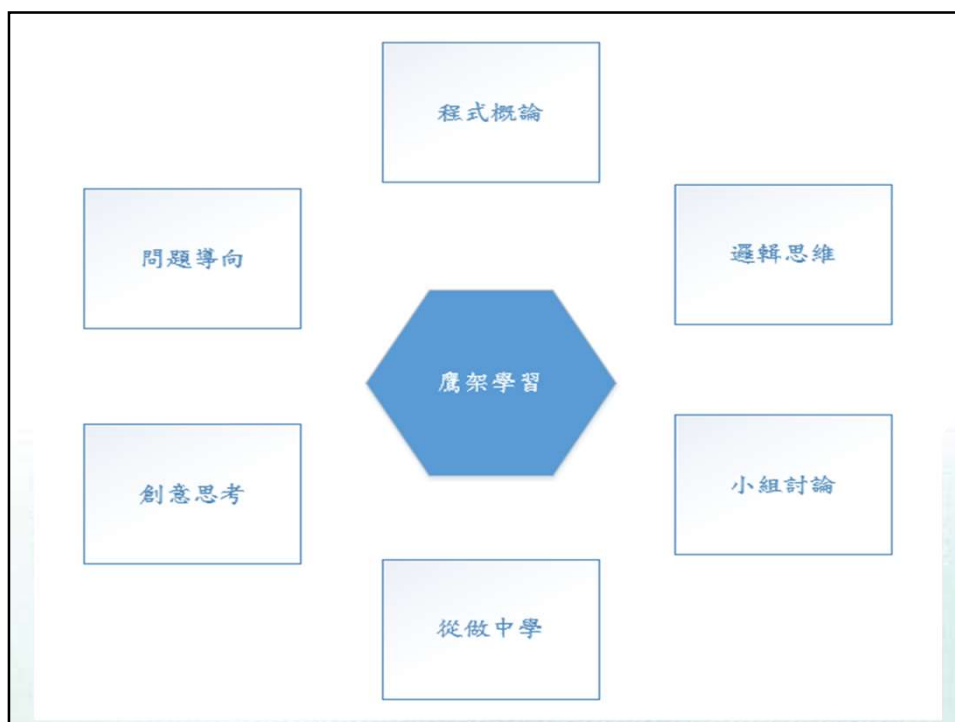 程式概論
問題導向
邏輯思維
鷹架學習
創意思考
小組討論
從做中學